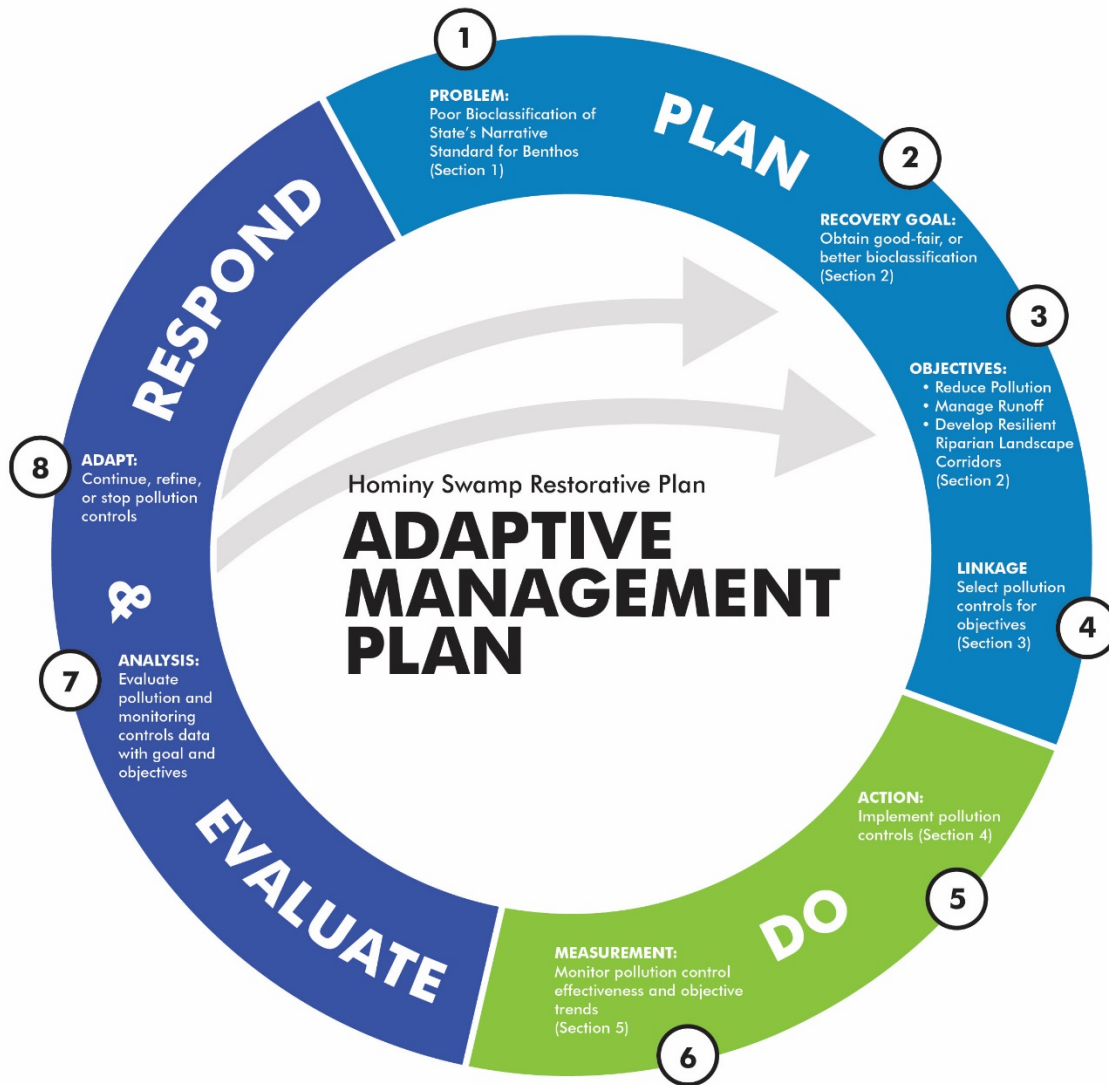 1
PROBLEM:
Poor Bioclassification of
State's Narrative
Standard for Benthos
(Section 1)
PLAN
2
RECOVERY GOAL:
Obtain good-fair, or
better bioclassification
(Section 2)
3
OBJECTIVES:
• Reduce Pollution
• Manage Runoff
• Develop Resilient
Riparian Landscape
Corridors
(Section 2)
LINKAGE
Select pollution
controls for
objectives
(Section 3)
4
ACTION:
Implement pollution
controls (Section 4)
5
DO
MEASUREMENT:
Monitor pollution control
effectiveness and objective
trends
(Section 5)
6
EVALUATE
7
ANALYSIS:
Evaluate
pollution and
monitoring
controls data
with goal and
objectives
&
8
ADAPT:
Continue, refine,
or stop pollution
controls
RESPOND
Hominy Swamp Restorative Plan
ADAPTIVE
MANAGEMENT
PLAN